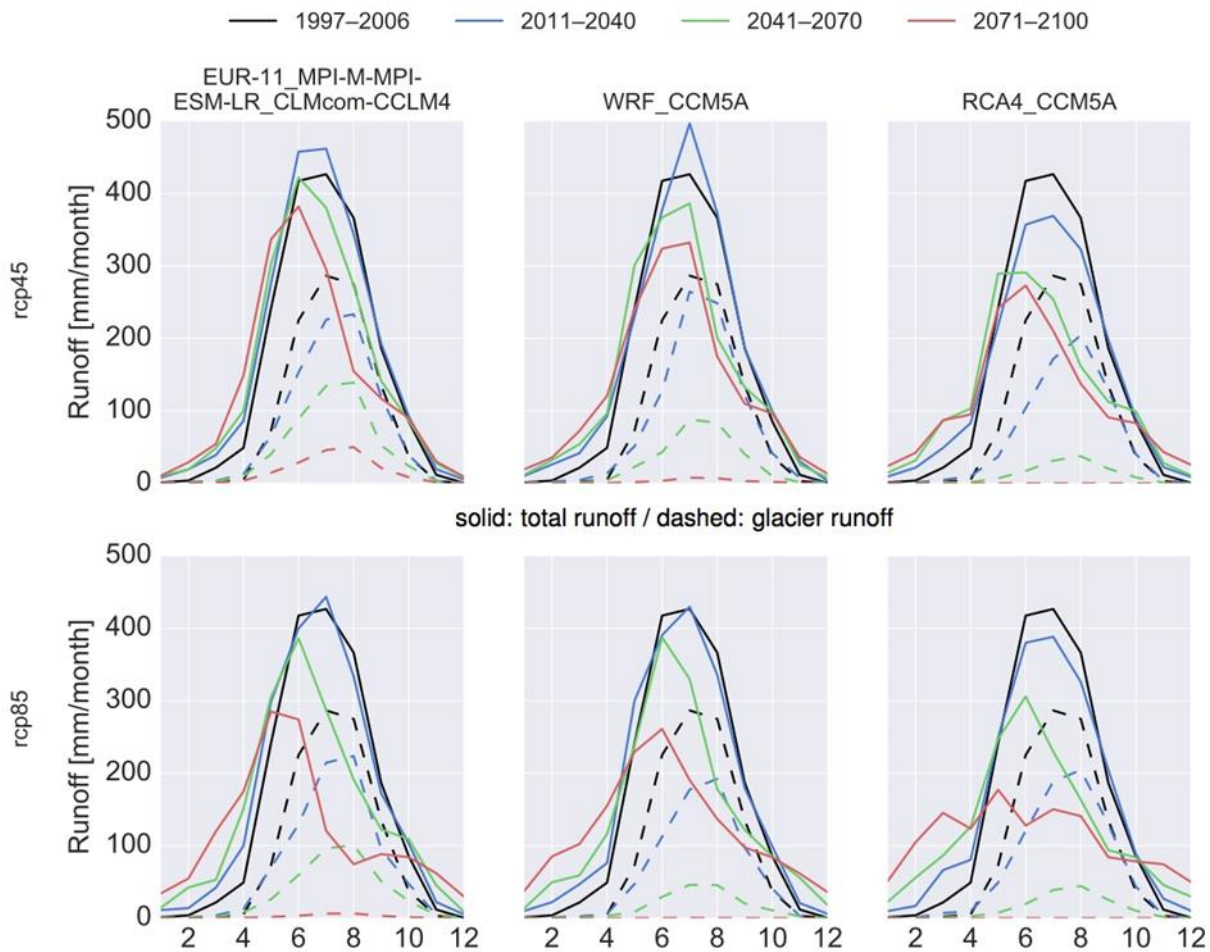 1997–2006 2011–2040 2041–2070 2071–2100
EUR-11_MPI-M-MPI-
ESM-LR_CLMcom-CCLM4
WRF_CCM5A
RCA4_CCM5A
rcp45
Runoff [mm/month]
500
400
300
200
100
0
solid: total runoff / dashed: glacier runoff
rcp85
Runoff [mm/month]
500
400
300
200
100
0
2 4 6 8 10 12 2 4 6 8 10 12 2 4 6 8 10 12